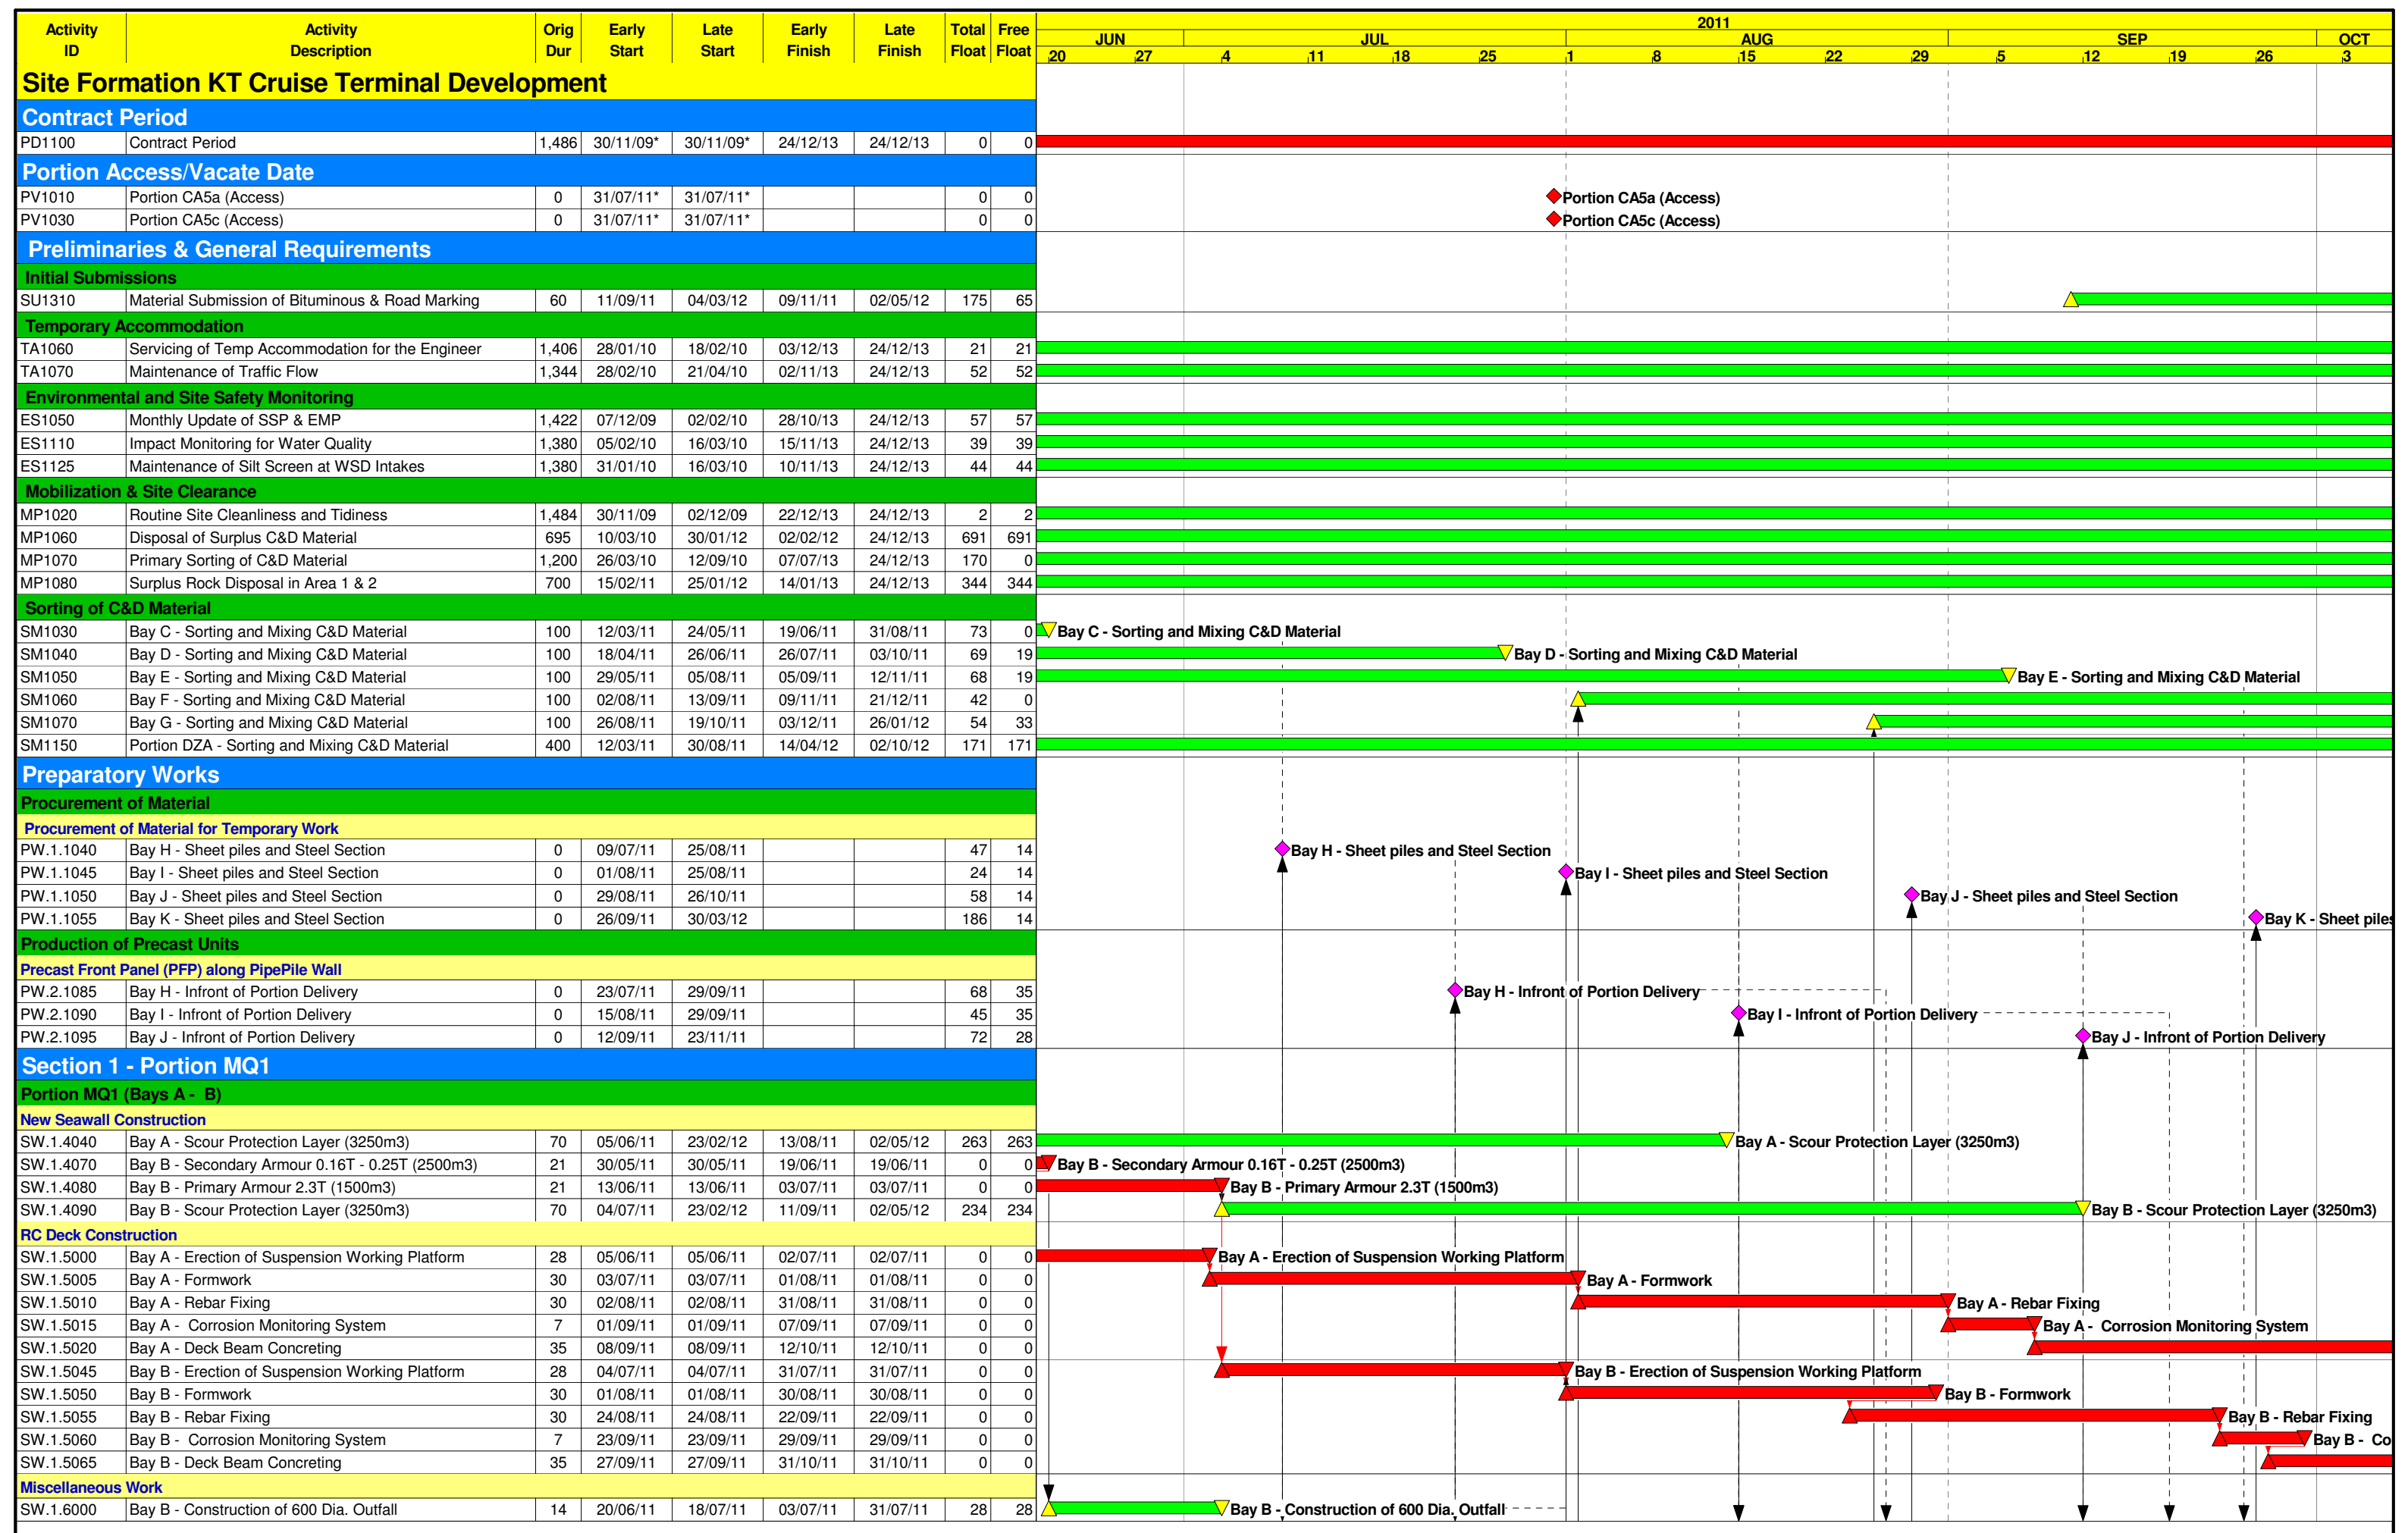 Activity ID Activity Description Orig Dur Early Start Late Start Early Finish Late Finish Total Float Free Float
2011
JUN JUL AUG SEP OCT
20 27 4 11 18 25 1 8 15 22 29 5 12 19 26 3
Site Formation KT Cruise Terminal Development
Contract Period
PD1100 Contract Period 1,486 30/11/09* 30/11/09* 24/12/13 24/12/13 0 0
Portion Access/Vacate Date
PV1010 Portion CA5a (Access) 0 31/07/11* 31/07/11* 0 0 Portion CA5a (Access)
PV1030 Portion CA5c (Access) 0 31/07/11* 31/07/11* 0 0 Portion CA5c (Access)
Preliminaries & General Requirements
Initial Submissions
SU1310 Material Submission of Bituminous & Road Marking 60 11/09/11 04/03/12 09/11/11 02/05/12 175 65
Temporary Accommodation
TA1060 Servicing of Temp Accommodation for the Engineer 1,406 28/01/10 18/02/10 03/12/13 24/12/13 21 21
TA1070 Maintenance of Traffic Flow 1,344 28/02/10 21/04/10 02/11/13 24/12/13 52 52
Environmental and Site Safety Monitoring
ES1050 Monthly Update of SSP & EMP 1,422 07/12/09 02/02/10 28/10/13 24/12/13 57 57
ES1110 Impact Monitoring for Water Quality 1,380 05/02/10 16/03/10 15/11/13 24/12/13 39 39
ES1125 Maintenance of Silt Screen at WSD Intakes 1,380 31/01/10 16/03/10 10/11/13 24/12/13 44 44
Mobilization & Site Clearance
MP1020 Routine Site Cleanliness and Tidiness 1,484 30/11/09 02/12/09 22/12/13 24/12/13 2 2
MP1060 Disposal of Surplus C&D Material 695 10/03/10 30/01/12 02/02/12 24/12/13 691 691
MP1070 Primary Sorting of C&D Material 1,200 26/03/10 12/09/10 07/07/13 24/12/13 170 0
MP1080 Surplus Rock Disposal in Area 1 & 2 700 15/02/11 25/01/12 14/01/13 24/12/13 344 344
Sorting of C&D Material
SM1030 Bay C - Sorting and Mixing C&D Material 100 12/03/11 24/05/11 19/06/11 31/08/11 73 0 Bay C - Sorting and Mixing C&D Material
SM1040 Bay D - Sorting and Mixing C&D Material 100 18/04/11 26/06/11 26/07/11 03/10/11 69 19 Bay D - Sorting and Mixing C&D Material
SM1050 Bay E - Sorting and Mixing C&D Material 100 29/05/11 05/08/11 05/09/11 12/11/11 68 19 Bay E - Sorting and Mixing C&D Material
SM1060 Bay F - Sorting and Mixing C&D Material 100 02/08/11 13/09/11 09/11/11 21/12/11 42 0
SM1070 Bay G - Sorting and Mixing C&D Material 100 26/08/11 19/10/11 03/12/11 26/01/12 54 33
SM1150 Portion DZA - Sorting and Mixing C&D Material 400 12/03/11 30/08/11 14/04/12 02/10/12 171 171
Preparatory Works
Procurement of Material
Procurement of Material for Temporary Work
PW.1.1040 Bay H - Sheet piles and Steel Section 0 09/07/11 25/08/11 47 14 Bay H - Sheet piles and Steel Section
PW.1.1045 Bay I - Sheet piles and Steel Section 0 01/08/11 25/08/11 24 14 Bay I - Sheet piles and Steel Section
PW.1.1050 Bay J - Sheet piles and Steel Section 0 29/08/11 26/10/11 58 14 Bay J - Sheet piles and Steel Section
PW.1.1055 Bay K - Sheet piles and Steel Section 0 26/09/11 30/03/12 186 14 Bay K - Sheet piles
Production of Precast Units
Precast Front Panel (PFP) along PipePile Wall
PW.2.1085 Bay H - Infront of Portion Delivery 0 23/07/11 29/09/11 68 35 Bay H - Infront of Portion Delivery
PW.2.1090 Bay I - Infront of Portion Delivery 0 15/08/11 29/09/11 45 35 Bay I - Infront of Portion Delivery
PW.2.1095 Bay J - Infront of Portion Delivery 0 12/09/11 23/11/11 72 28 Bay J - Infront of Portion Delivery
Section 1 - Portion MQ1
Portion MQ1 (Bays A - B)
New Seawall Construction
SW.1.4040 Bay A - Scour Protection Layer (3250m3) 70 05/06/11 23/02/12 13/08/11 02/05/12 263 263 Bay A - Scour Protection Layer (3250m3)
SW.1.4070 Bay B - Secondary Armour 0.16T - 0.25T (2500m3) 21 30/05/11 30/05/11 19/06/11 19/06/11 0 0 Bay B - Secondary Armour 0.16T - 0.25T (2500m3)
SW.1.4080 Bay B - Primary Armour 2.3T (1500m3) 21 13/06/11 13/06/11 03/07/11 03/07/11 0 0 Bay B - Primary Armour 2.3T (1500m3)
SW.1.4090 Bay B - Scour Protection Layer (3250m3) 70 04/07/11 23/02/12 11/09/11 02/05/12 234 234 Bay B - Scour Protection Layer (3250m3)
RC Deck Construction
SW.1.5000 Bay A - Erection of Suspension Working Platform 28 05/06/11 05/06/11 02/07/11 02/07/11 0 0 Bay A - Erection of Suspension Working Platform
SW.1.5005 Bay A - Formwork 30 03/07/11 03/07/11 01/08/11 01/08/11 0 0 Bay A - Formwork
SW.1.5010 Bay A - Rebar Fixing 30 02/08/11 02/08/11 31/08/11 31/08/11 0 0 Bay A - Rebar Fixing
SW.1.5015 Bay A - Corrosion Monitoring System 7 01/09/11 01/09/11 07/09/11 07/09/11 0 0 Bay A - Corrosion Monitoring System
SW.1.5020 Bay A - Deck Beam Concreting 35 08/09/11 08/09/11 12/10/11 12/10/11 0 0
SW.1.5045 Bay B - Erection of Suspension Working Platform 28 04/07/11 04/07/11 31/07/11 31/07/11 0 0 Bay B - Erection of Suspension Working Platform
SW.1.5050 Bay B - Formwork 30 01/08/11 01/08/11 30/08/11 30/08/11 0 0 Bay B - Formwork
SW.1.5055 Bay B - Rebar Fixing 30 24/08/11 24/08/11 22/09/11 22/09/11 0 0 Bay B - Rebar Fixing
SW.1.5060 Bay B - Corrosion Monitoring System 7 23/09/11 23/09/11 29/09/11 29/09/11 0 0 Bay B - Co
SW.1.5065 Bay B - Deck Beam Concreting 35 27/09/11 27/09/11 31/10/11 31/10/11 0 0
Miscellaneous Work
SW.1.6000 Bay B - Construction of 600 Dia. Outfall 14 20/06/11 18/07/11 03/07/11 31/07/11 28 28 Bay B - Construction of 600 Dia. Outfall